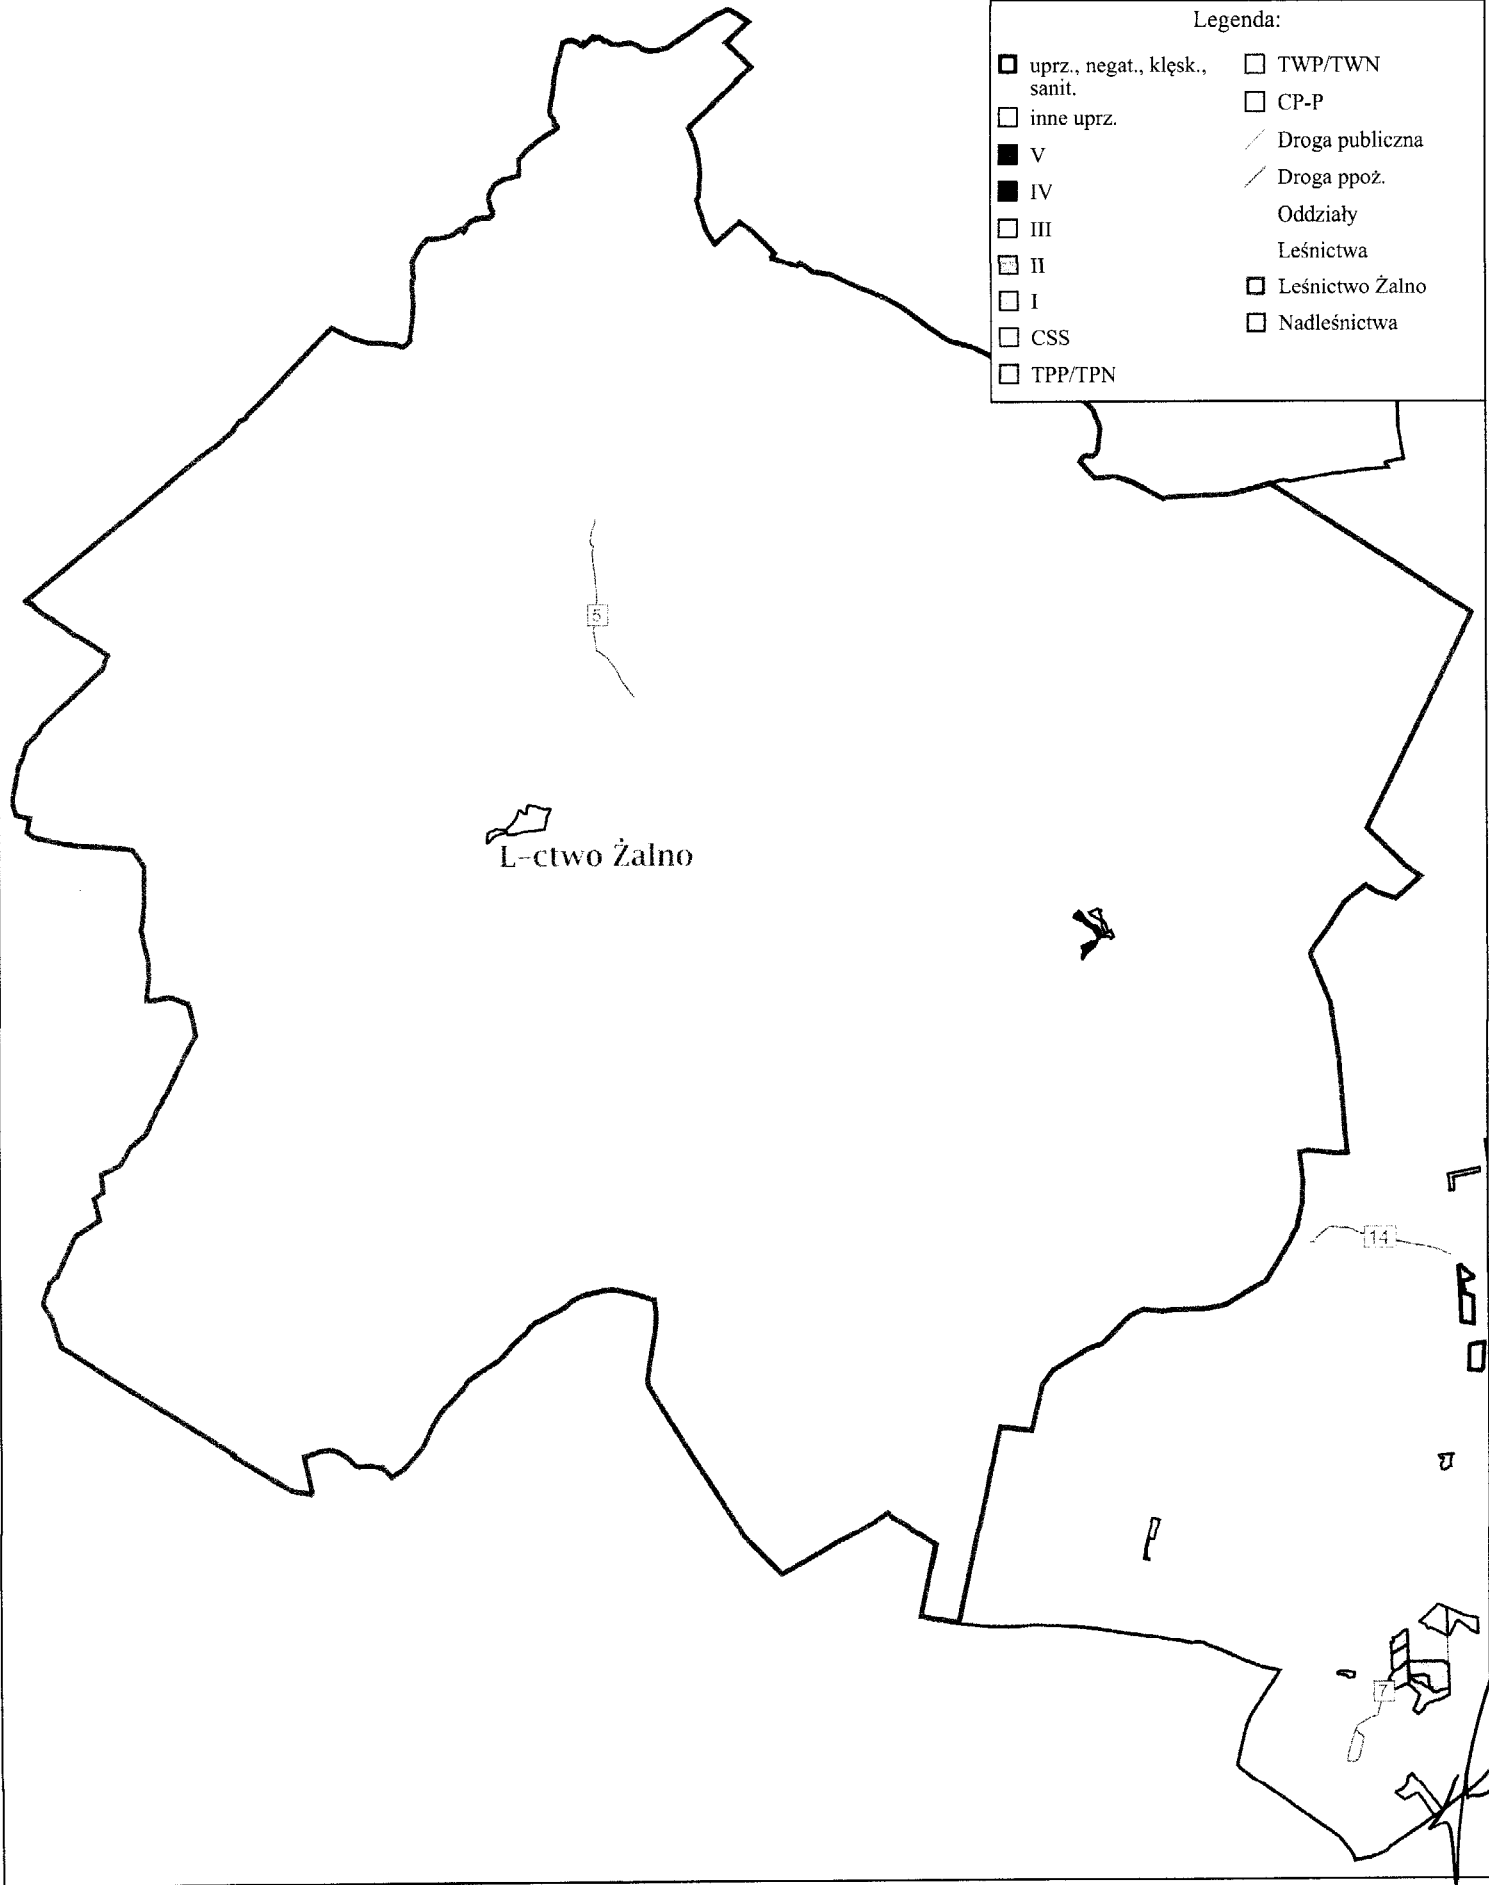 Legenda:
uprz., negat., klęsk.,
sanit.
inne uprz.
V
IV
III
II
I
CSS
TPP/TPN
TWP/TWN
CP-P
Droga publiczna
Droga ppoż.
Oddziały
Leśnictwa
Leśnictwo Żalno
Nadleśnictwa
5
L-ctwo Żalno
14
7